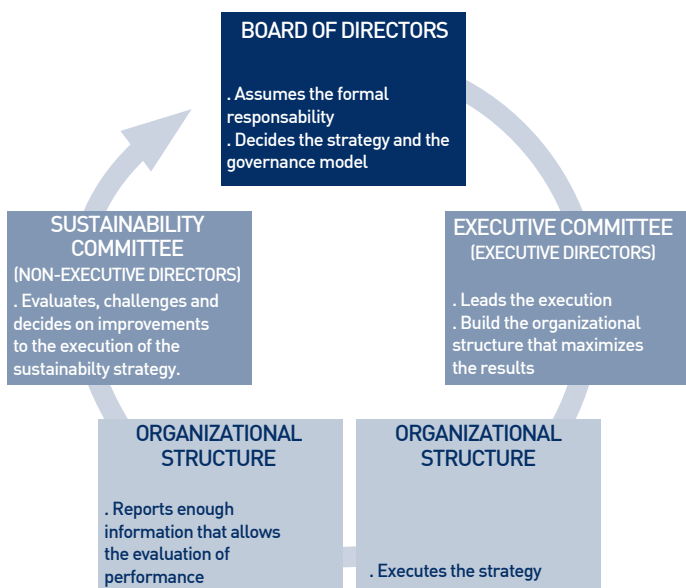 BOARD OF DIRECTORS
. Assumes the formal
responsability
. Decides the strategy and the
governance model
SUSTAINABILITY
COMMITTEE
(NON-EXECUTIVE DIRECTORS)
. Evaluates, challenges and
decides on improvements
to the execution of the
sustainabilty strategy.
EXECUTIVE COMMITTEE
(EXECUTIVE DIRECTORS)
. Leads the execution
. Build the organizational
structure that maximizes
the results
ORGANIZATIONAL
STRUCTURE
. Reports enough
information that allows
the evaluation of
performance
ORGANIZATIONAL
STRUCTURE
. Executes the strategy